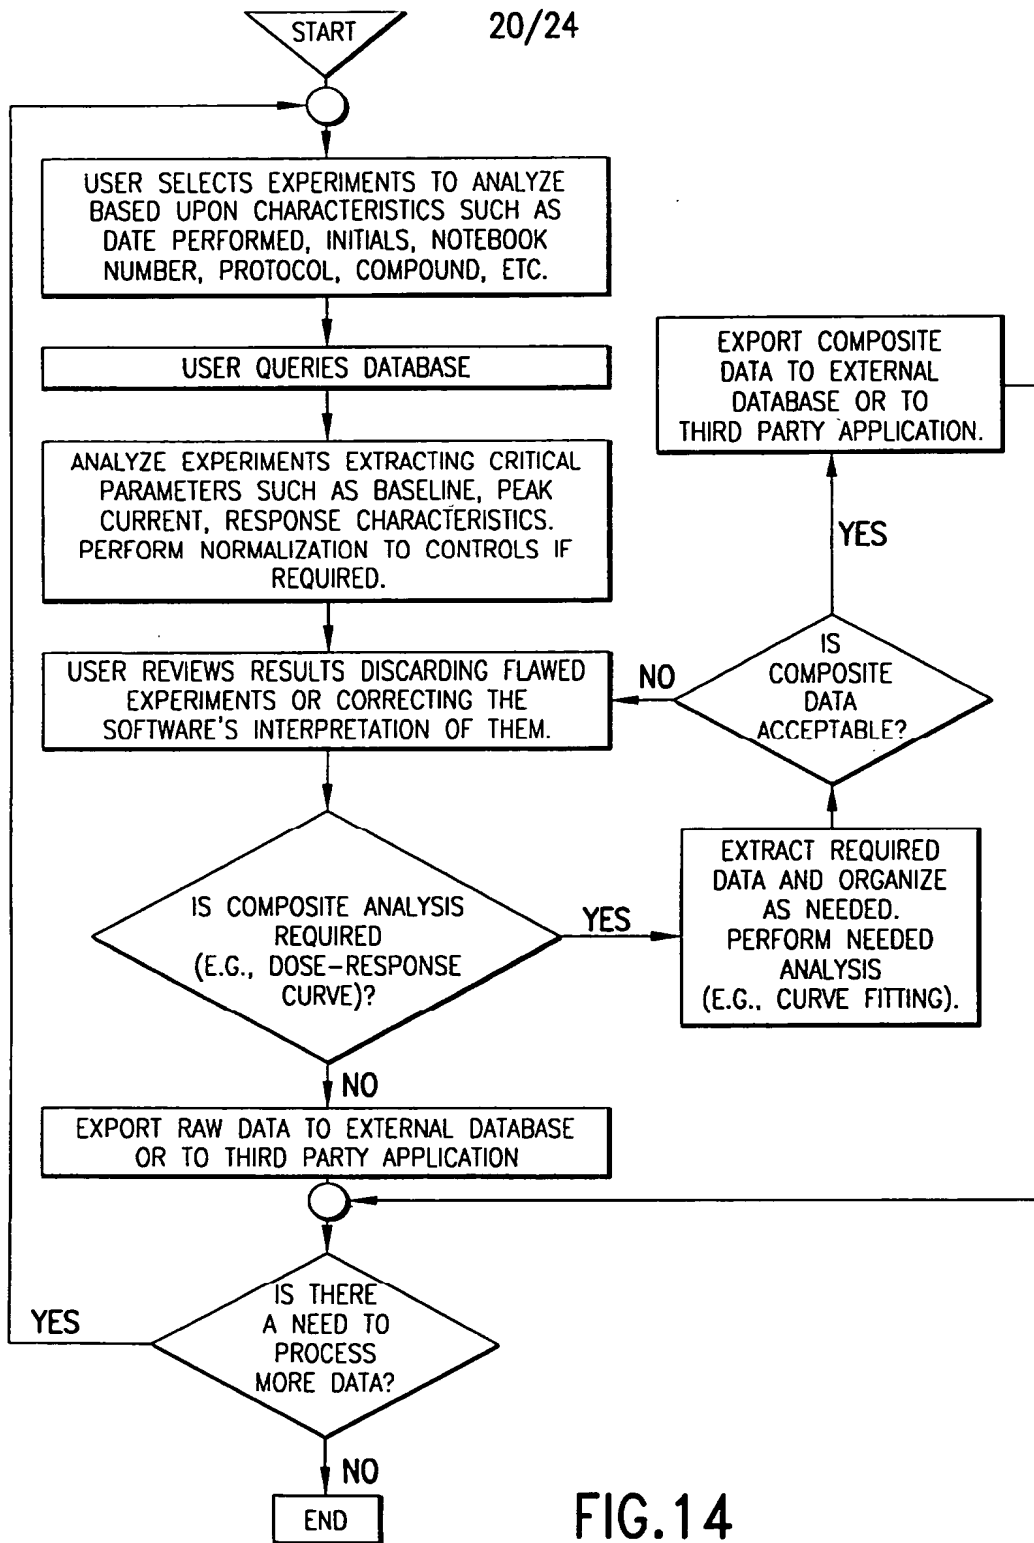 START
20/24
USER SELECTS EXPERIMENTS TO ANALYZE
BASED UPON CHARACTERISTICS SUCH AS
DATE PERFORMED, INITIALS, NOTEBOOK
NUMBER, PROTOCOL, COMPOUND, ETC.
USER QUERIES DATABASE
ANALYZE EXPERIMENTS EXTRACTING CRITICAL
PARAMETERS SUCH AS BASELINE, PEAK
CURRENT, RESPONSE CHARACTERISTICS.
PERFORM NORMALIZATION TO CONTROLS IF
REQUIRED.
USER REVIEWS RESULTS DISCARDING FLAWED
EXPERIMENTS OR CORRECTING THE
SOFTWARE'S INTERPRETATION OF THEM.
IS COMPOSITE ANALYSIS
REQUIRED
(E.G., DOSE-RESPONSE
CURVE)?
YES
EXTRACT REQUIRED
DATA AND ORGANIZE
AS NEEDED.
PERFORM NEEDED
ANALYSIS
(E.G., CURVE FITTING).
IS
COMPOSITE
DATA
ACCEPTABLE?
NO
YES
EXPORT COMPOSITE
DATA TO EXTERNAL
DATABASE OR TO
THIRD PARTY APPLICATION.
NO
EXPORT RAW DATA TO EXTERNAL DATABASE
OR TO THIRD PARTY APPLICATION
IS THERE
A NEED TO
PROCESS
MORE DATA?
YES
NO
END
FIG.14